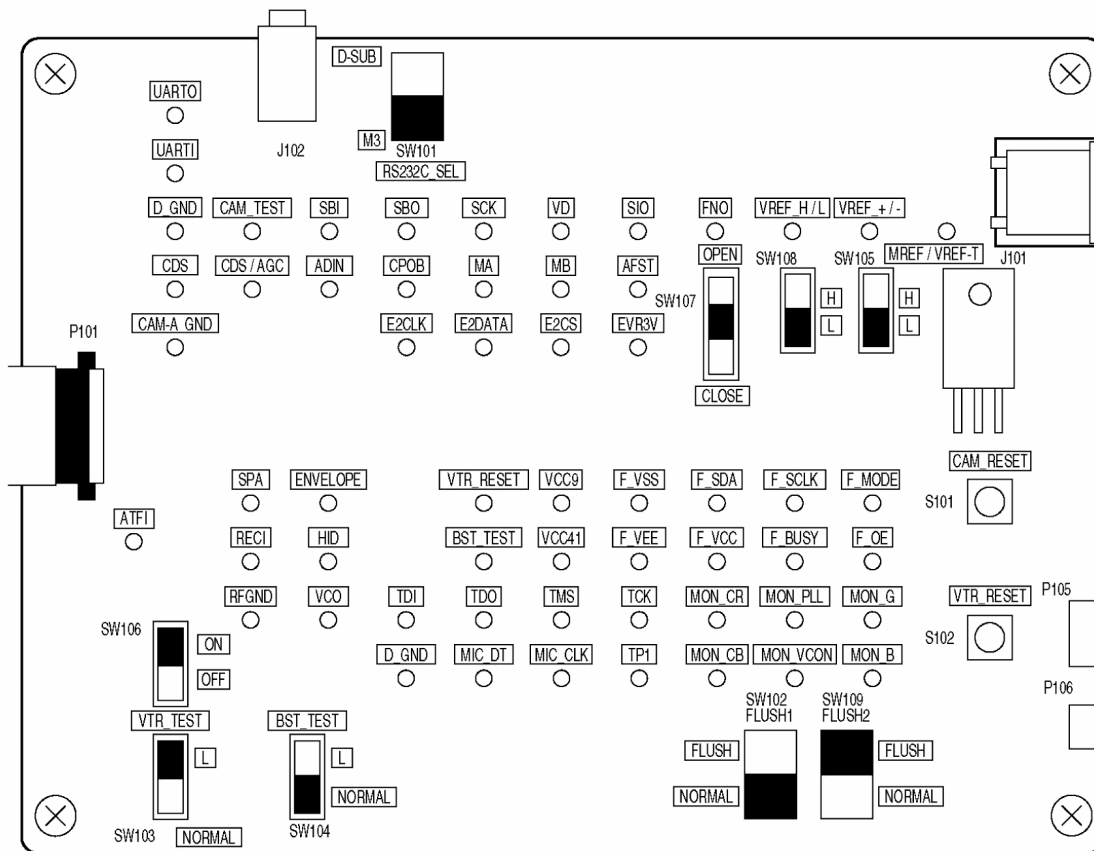 D-SUB
UARTO
M3
J102
SW101
UARTI
RS232C_SEL
D_GND CAM_TEST SBI SBO SCK VD SIO FNO VREF_H / L VREF_+ / -
OPEN SW108 SW105 MREF / VREF-T
J101
CDS CDS / AGC ADIN CPOB MA MB AFST
SW107 H H
P101 CAM-A_GND E2CLK E2DATA E2CS EVR3V L L
CLOSE
CAM_RESET
SPA ENVELOPE VTR_RESET VCC9 F_VSS F_SDA F_SCLK F_MODE
S101
ATFI
RECI HID BST_TEST VCC41 F_VEE F_VCC F_BUSY F_OE
P105
RFGND VCO TDI TDO TMS TCK MON_CR MON_PLL MON_G VTR_RESET
SW106
ON
S102
D_GND MIC_DT MIC_CLK TP1 MON_CB MON_VCON MON_B
OFF
P106
SW102 SW109
VTR_TEST BST_TEST FLUSH1 FLUSH2
L L FLUSH FLUSH
NORMAL NORMAL NORMAL
SW103 NORMAL SW104